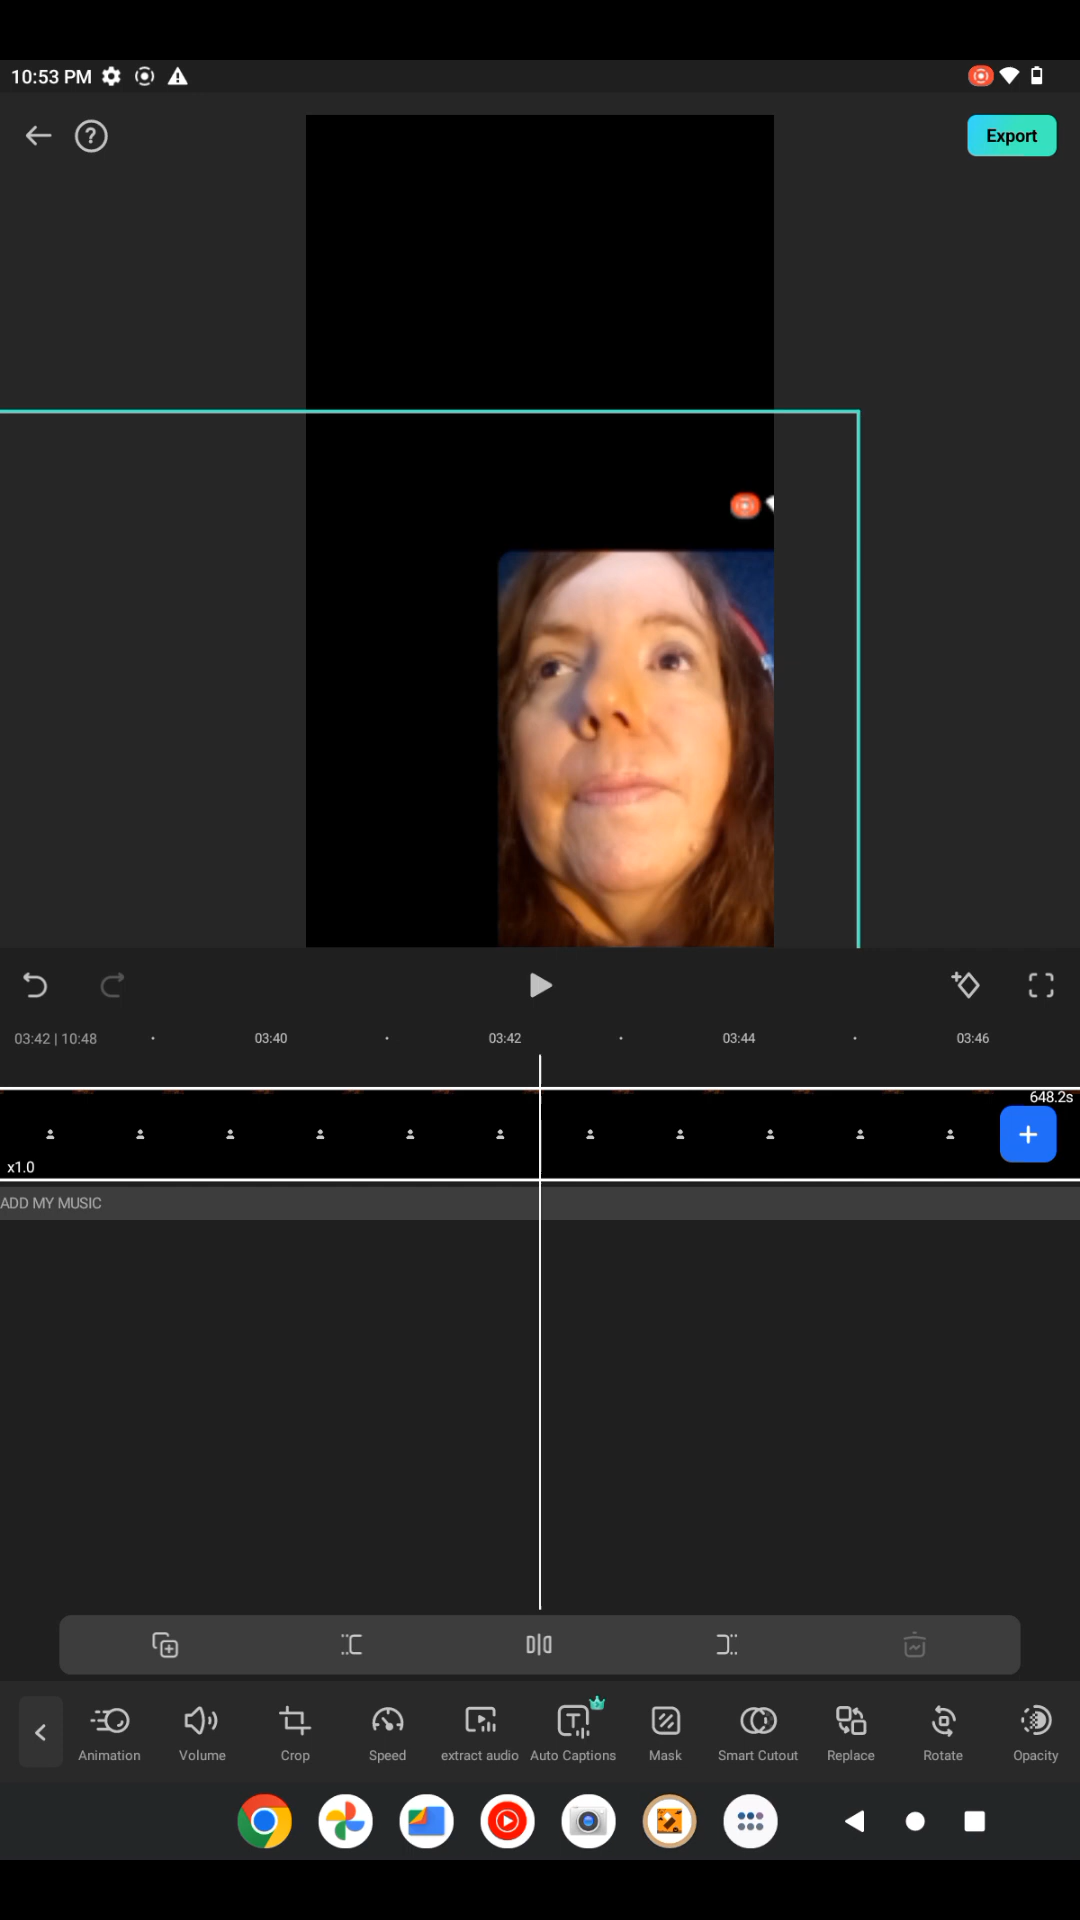 10:53 PM
Export
03:42 | 10:48
03:40
03:42
03:44
03:46
648.2s
x1.0
ADD MY MUSIC
Animation
Volume
Crop
Speed
extract audio
Auto Captions
Mask
Smart Cutout
Replace
Rotate
Opacity